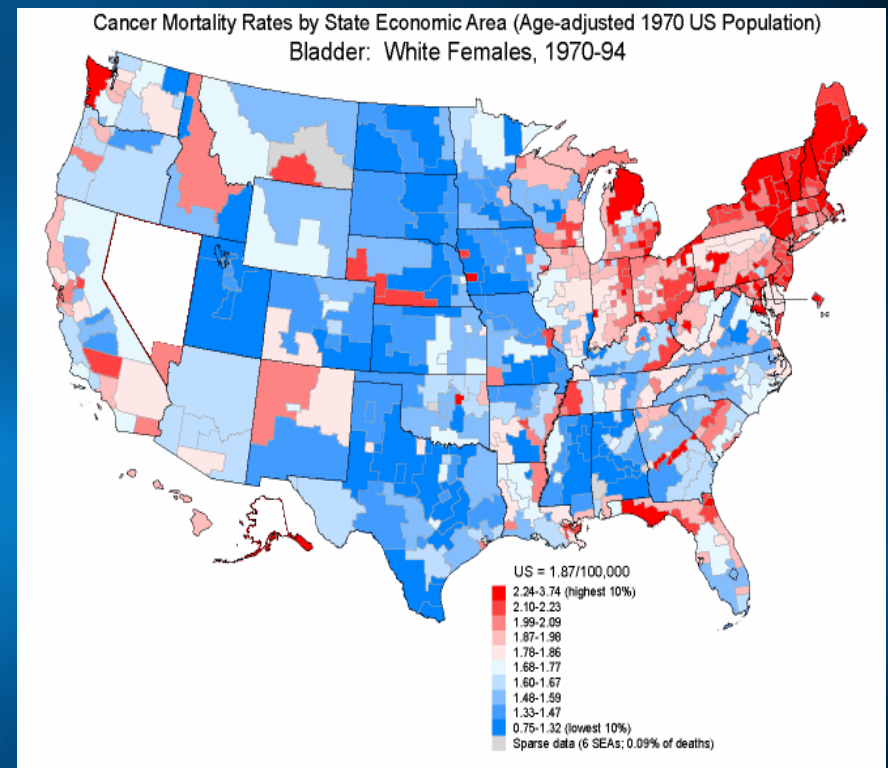 Cancer Mortality Rates by State Economic Area (Age-adjusted 1970 US Population)
Bladder: White Females, 1970-94
US = 1.87/100,000
2.24-3.74 (highest 10%)
2.10-2.23
1.99-2.09
1.87-1.98
1.78-1.86
1.68-1.77
1.60-1.67
1.48-1.59
1.33-1.47
0.75-1.32 (lowest 10%)
Sparse data (6 SEAs; 0.09% of deaths)